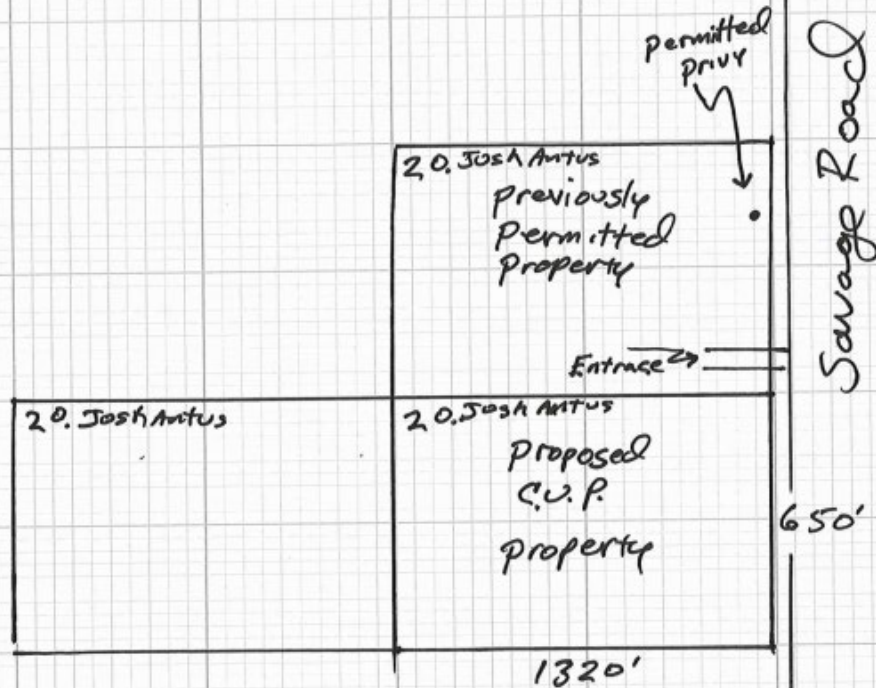 Permitted
privy
Savage Road
20. Josh Antus
Previously
Permitted
Property
Entrace
20. Josh Antus
20. Josh Antus
Proposed
C.U.P.
Property
650'
1320'